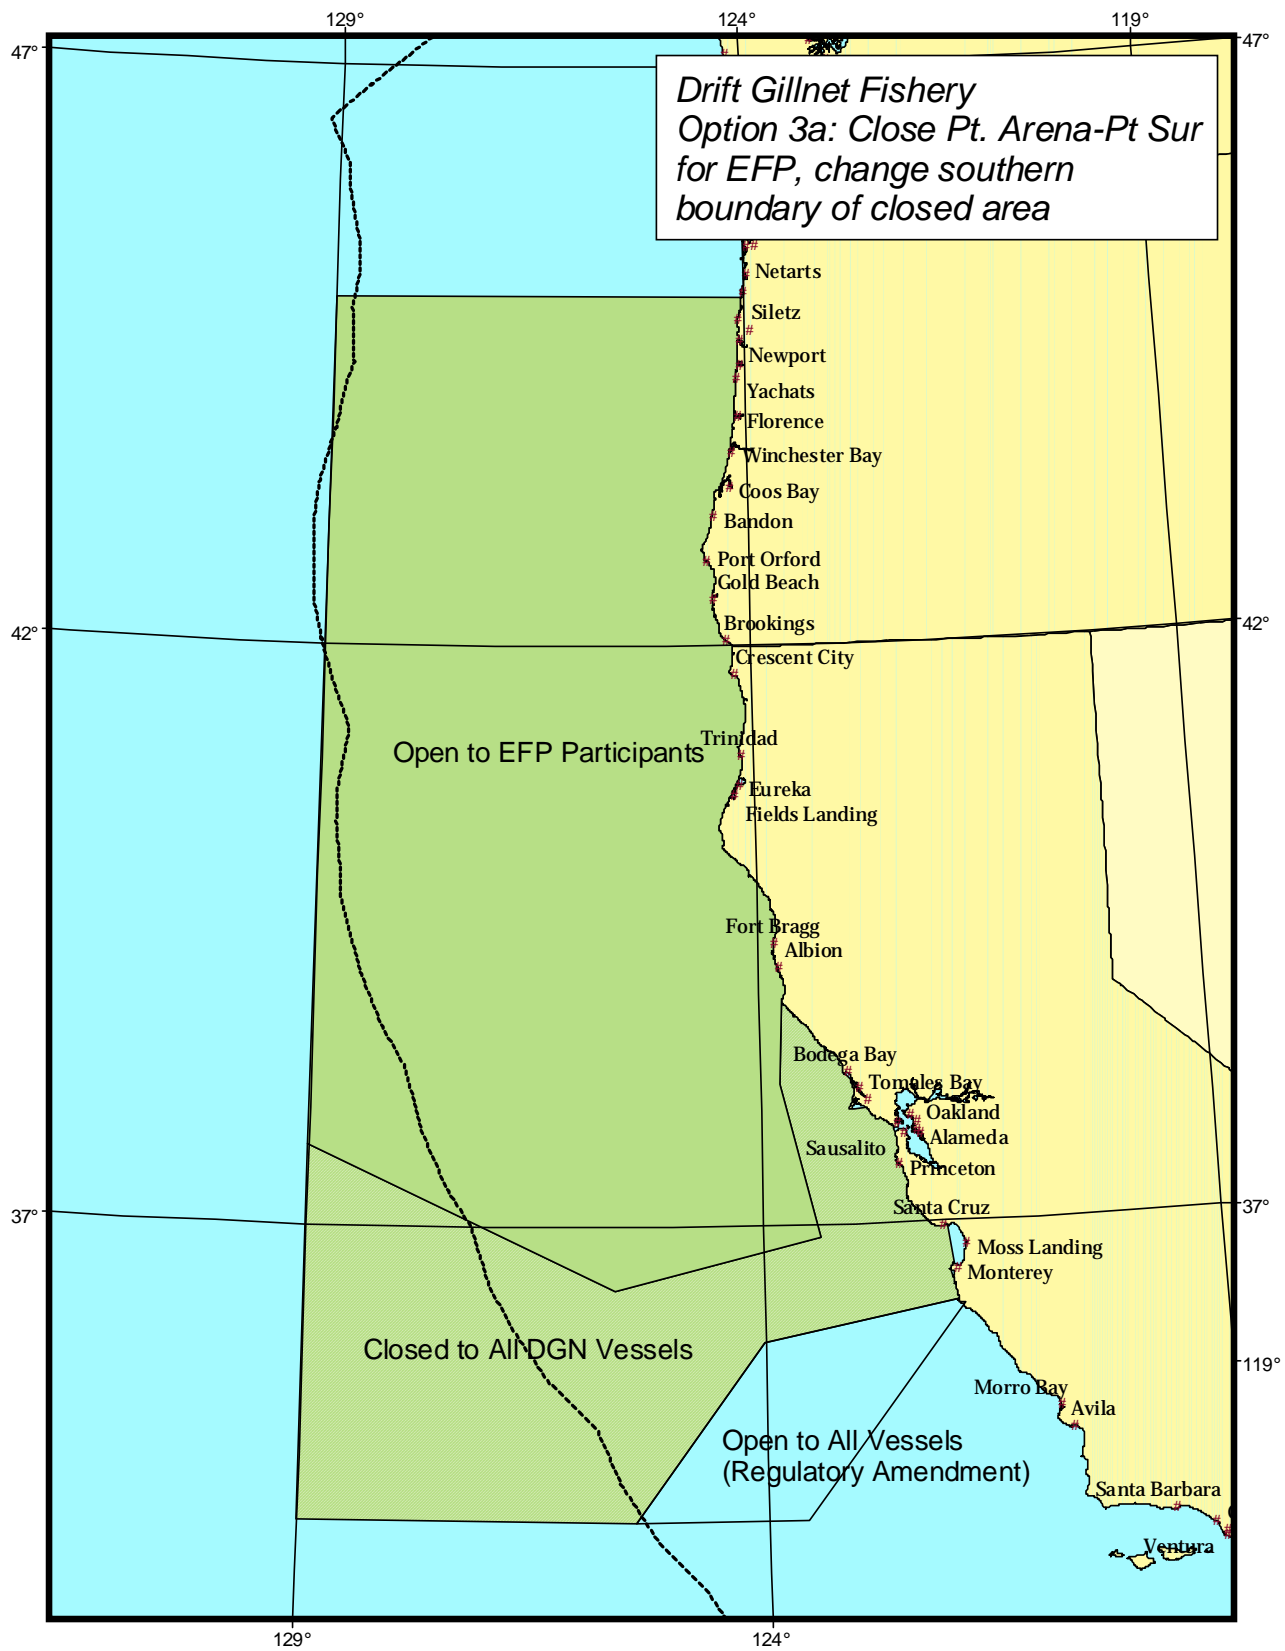 129°
124°
119°
47°
47°
Drift Gillnet Fishery
Option 3a: Close Pt. Arena-Pt Sur
for EFP, change southern
boundary of closed area
Netarts
Siletz
Newport
Yachats
Florence
Winchester Bay
Coos Bay
Bandon
Port Orford
Gold Beach
Brookings
42°
42°
Crescent City
Trinidad
Open to EFP Participants
Eureka
Fields Landing
Fort Bragg
Albion
Bodega Bay
Tomales Bay
Oakland
Alameda
Sausalito
Princeton
37°
37°
Santa Cruz
Moss Landing
Monterey
Closed to All DGN Vessels
119°
Morro Bay
Avila
Open to All Vessels
(Regulatory Amendment)
Santa Barbara
Ventura
129°
124°